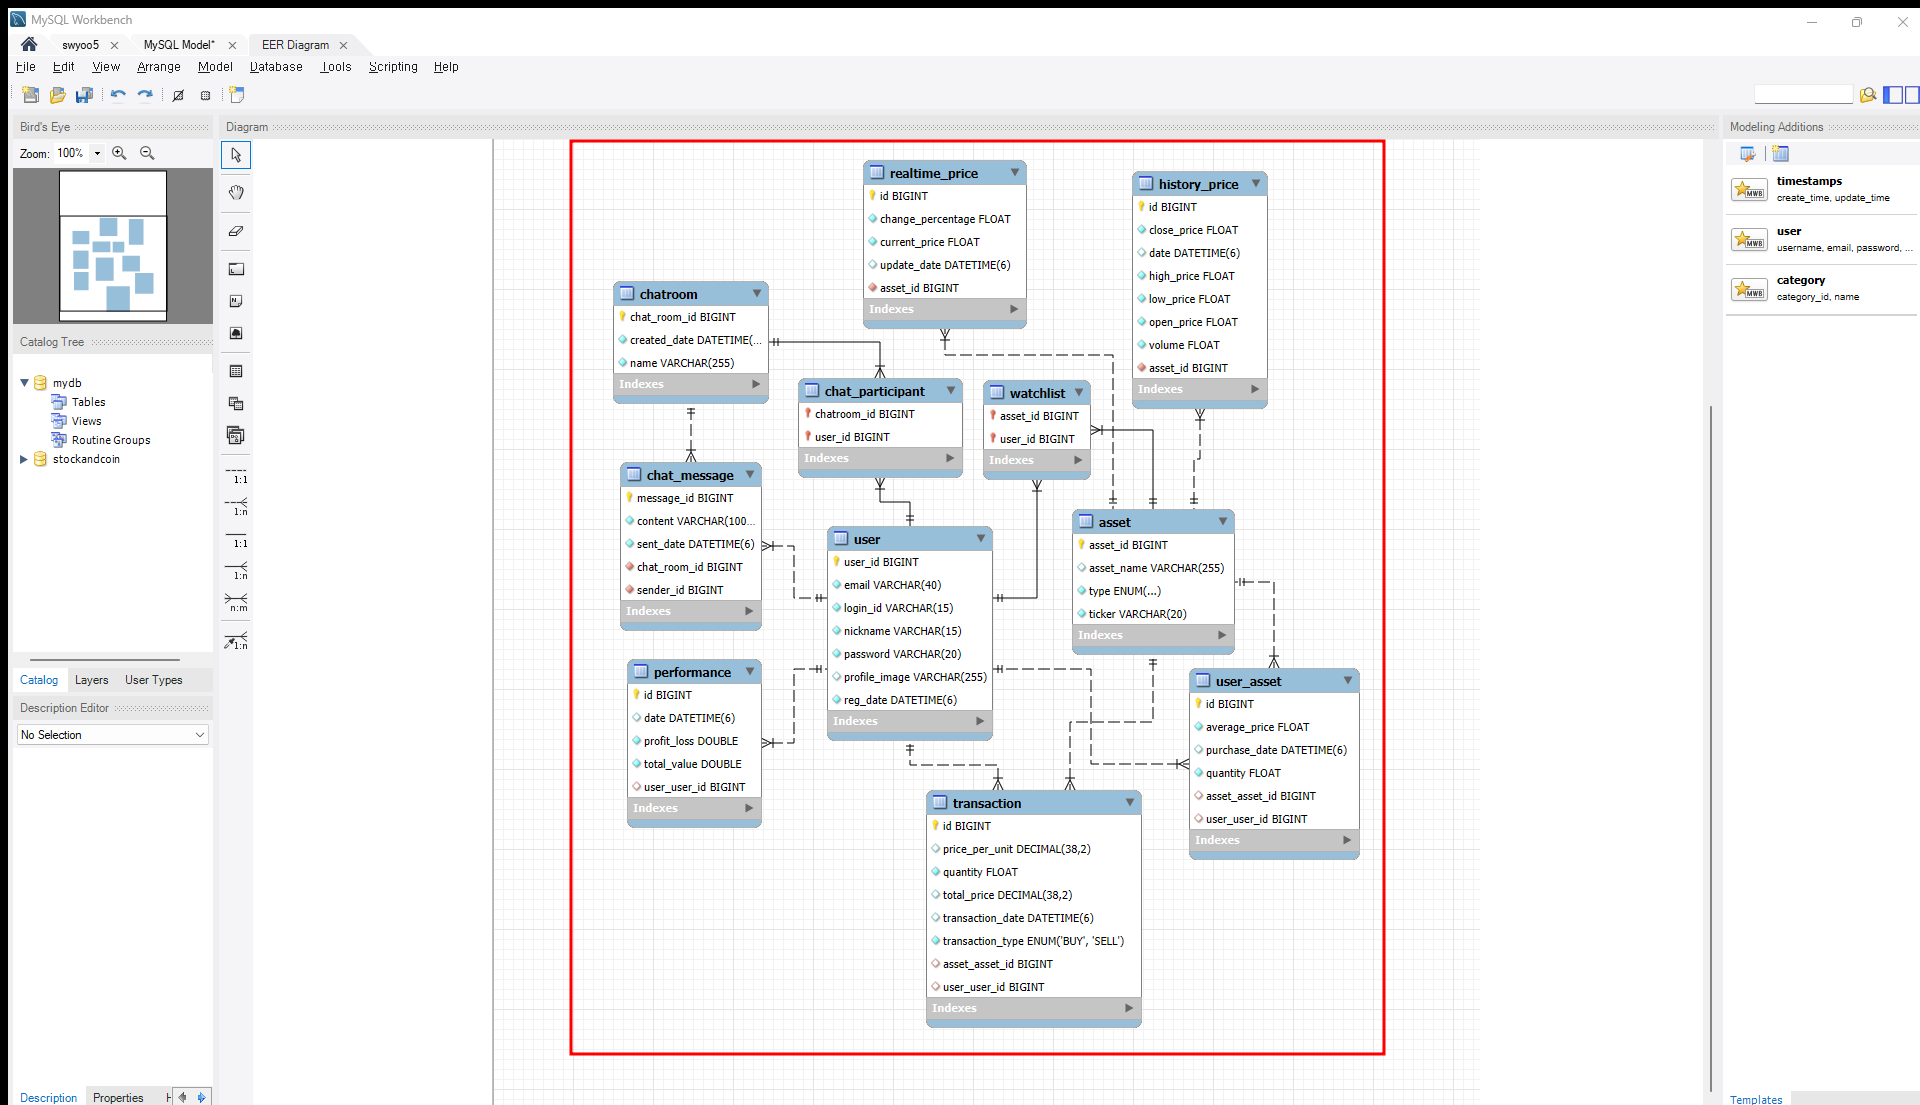 MySQL Workbench
swyoo5
MySQL Model*
EER Diagram
File Edit View Arrange Model Database Tools Scripting Help
Bird's Eye
Zoom: 100%
Catalog Tree
mydb
Tables
Views
Routine Groups
stockandcoin
Catalog Layers User Types
Description Editor
No Selection
Description Properties
Diagram
1:1
1:n
1:1
1:n
n:m
1:n
realtime_price
id BIGINT
change_percentage FLOAT
current_price FLOAT
update_date DATETIME(6)
asset_id BIGINT
Indexes
history_price
id BIGINT
close_price FLOAT
date DATETIME(6)
high_price FLOAT
low_price FLOAT
open_price FLOAT
volume FLOAT
asset_id BIGINT
Indexes
chatroom
chat_room_id BIGINT
created_date DATETIME(...
name VARCHAR(255)
Indexes
chat_participant
chatroom_id BIGINT
user_id BIGINT
Indexes
watchlist
asset_id BIGINT
user_id BIGINT
Indexes
chat_message
message_id BIGINT
content VARCHAR(100...
sent_date DATETIME(6)
chat_room_id BIGINT
sender_id BIGINT
Indexes
user
user_id BIGINT
email VARCHAR(40)
login_id VARCHAR(15)
nickname VARCHAR(15)
password VARCHAR(20)
profile_image VARCHAR(255)
reg_date DATETIME(6)
Indexes
asset
asset_id BIGINT
asset_name VARCHAR(255)
type ENUM(...)
ticker VARCHAR(20)
Indexes
performance
id BIGINT
date DATETIME(6)
profit_loss DOUBLE
total_value DOUBLE
user_user_id BIGINT
Indexes
user_asset
id BIGINT
average_price FLOAT
purchase_date DATETIME(6)
quantity FLOAT
asset_asset_id BIGINT
user_user_id BIGINT
Indexes
transaction
id BIGINT
price_per_unit DECIMAL(38,2)
quantity FLOAT
total_price DECIMAL(38,2)
transaction_date DATETIME(6)
transaction_type ENUM('BUY', 'SELL')
asset_asset_id BIGINT
user_user_id BIGINT
Indexes
Modeling Additions
MWB
timestamps
create_time, update_time
MWB
user
username, email, password, ...
MWB
category
category_id, name
Templates